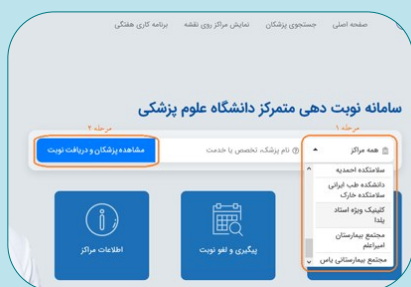 صفحه اصلی    جستجوی پزشکان    نمایش مراکز روی نقشه    برنامه کاری هفتگی
سامانه نوبت دهی متمرکز دانشگاه علوم پزشکی
مرحله ۱
مرحله ۲
همه مراکز
نام پزشک، تخصص یا خدمت
مشاهده پزشکان و دریافت نوبت
سلامتکده احمدیه
دانشکده طب ایرانی
سلامتکده خارک
کلینیک ویژه استاد
یلدا
مجتمع بیمارستان
امیراعلم
مجتمع بیمارستانی یاس
پیگیری و لغو نوبت
اطلاعات مراکز